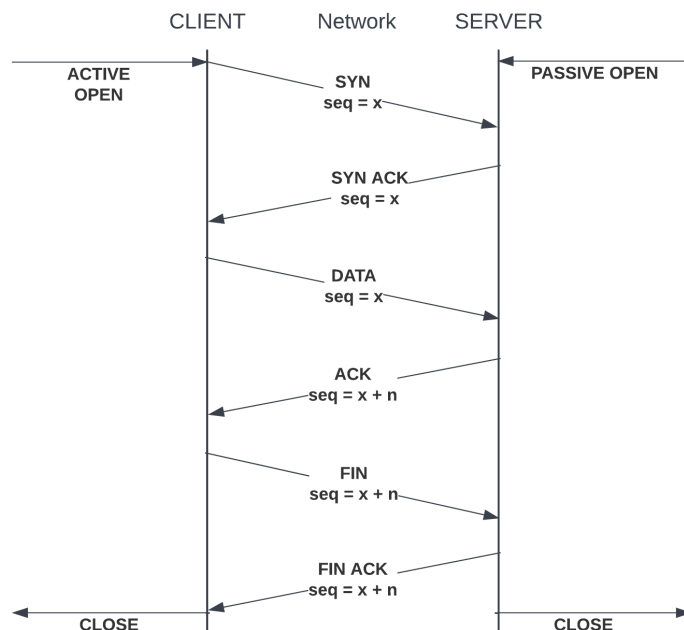 CLIENT Network SERVER
ACTIVE
OPEN
PASSIVE OPEN
SYN
seq = x
SYN ACK
seq = x
DATA
seq = x
ACK
seq = x + n
FIN
seq = x + n
FIN ACK
seq = x + n
CLOSE
CLOSE